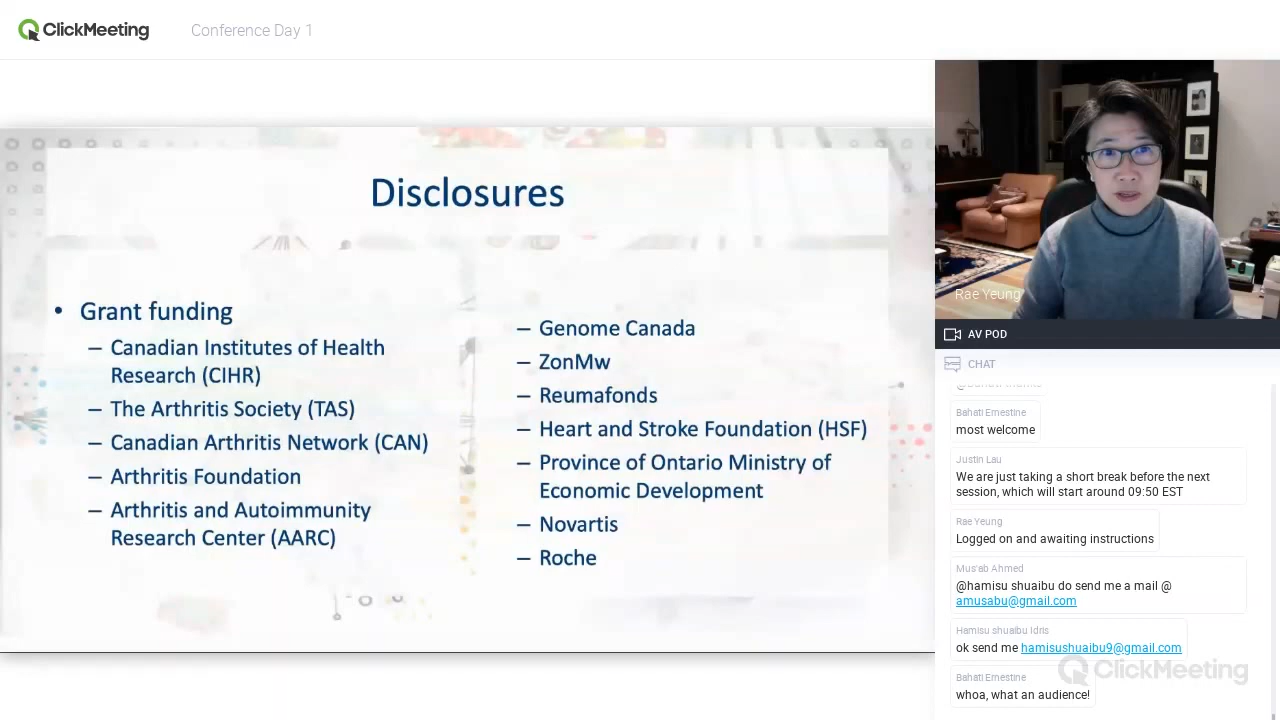 ClickMeeting
Conference Day 1
Disclosures
• Grant funding
– Canadian Institutes of Health
Research (CIHR)
– The Arthritis Society (TAS)
– Canadian Arthritis Network (CAN)
– Arthritis Foundation
– Arthritis and Autoimmunity
Research Center (AARC)
– Genome Canada
– ZonMw
– Reumafonds
– Heart and Stroke Foundation (HSF)
– Province of Ontario Ministry of
Economic Development
– Novartis
– Roche
Rae Yeung
AV POD
CHAT
Bahati Ernestine
most welcome
Justin Lau
We are just taking a short break before the next
session, which will start around 09:50 EST
Rae Yeung
Logged on and awaiting instructions
Mus'ab Ahmed
@hamisu shuaibu do send me a mail @
amusabu@gmail.com
Hamisu shuaibu Idris
ok send me hamisushuaibu9@gmail.com
ClickMeeting
Bahati Ernestine
whoa, what an audience!